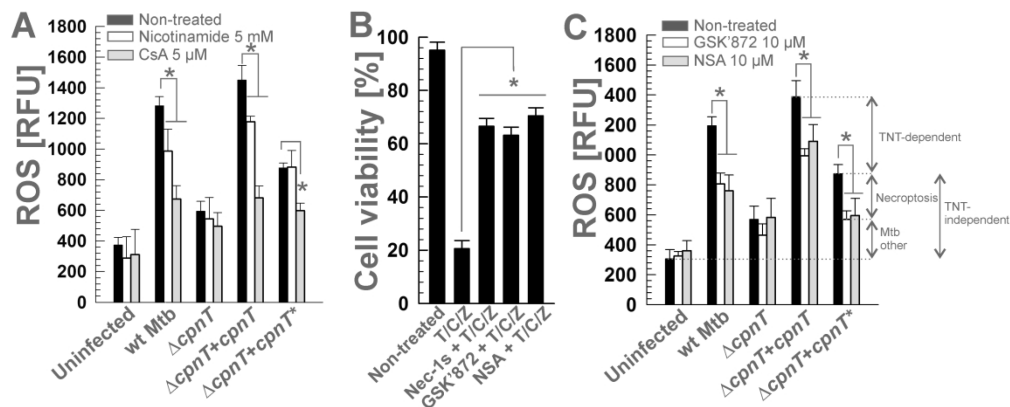 A
Non-treated
Nicotinamide 5 mM
CsA 5 µM
ROS [RFU]
1800
1600
1400
1200
1000
800
600
400
200
0
*
*
*
Uninfected
wt Mtb
ΔcpnT
ΔcpnT+cpnT
ΔcpnT+cpnT*
B
Cell viability [%]
100
80
60
40
20
0
*
Non-treated
T/C/Z
Nec-1s + T/C/Z
GSK'872 + T/C/Z
NSA + T/C/Z
C
Non-treated
GSK'872 10 µM
NSA 10 µM
ROS [RFU]
1800
1600
400
200
1000
800
600
400
200
0
*
*
*
TNT-dependent
Necroptosis
TNT-
independent
Mtb
other
Uninfected
wt Mtb
ΔcpnT
ΔcpnT+cpnT
ΔcpnT+cpnT*